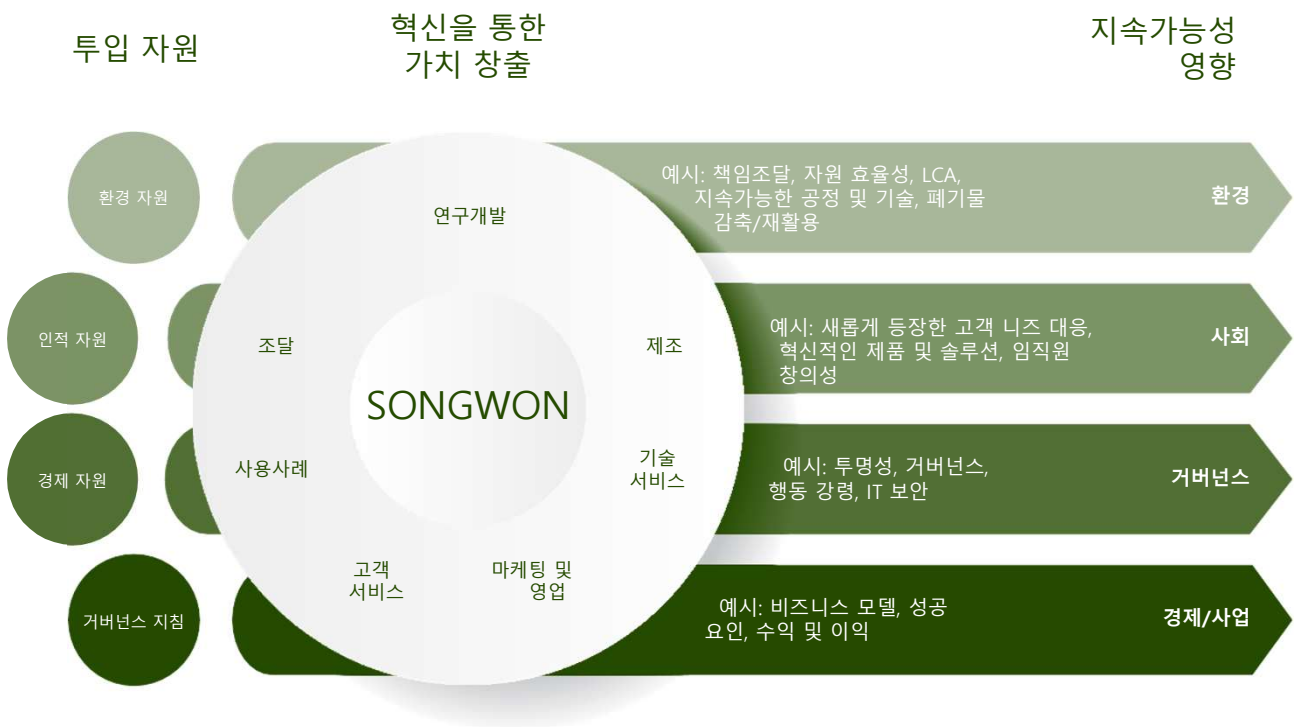 투입 자원
혁신을 통한
가치 창출
지속가능성
영향
환경 자원
예시: 책임조달, 자원 효율성, LCA,
지속가능한 공정 및 기술, 폐기물
감축/재활용
환경
연구개발
인적 자원
조달
제조
예시: 새롭게 등장한 고객 니즈 대응,
혁신적인 제품 및 솔루션, 임직원
창의성
사회
SONGWON
경제 자원
사용사례
기술
서비스
예시: 투명성, 거버넌스,
행동 강령, IT 보안
거버넌스
고객
서비스
마케팅 및
영업
거버넌스 지침
예시: 비즈니스 모델, 성공
요인, 수익 및 이익
경제/사업